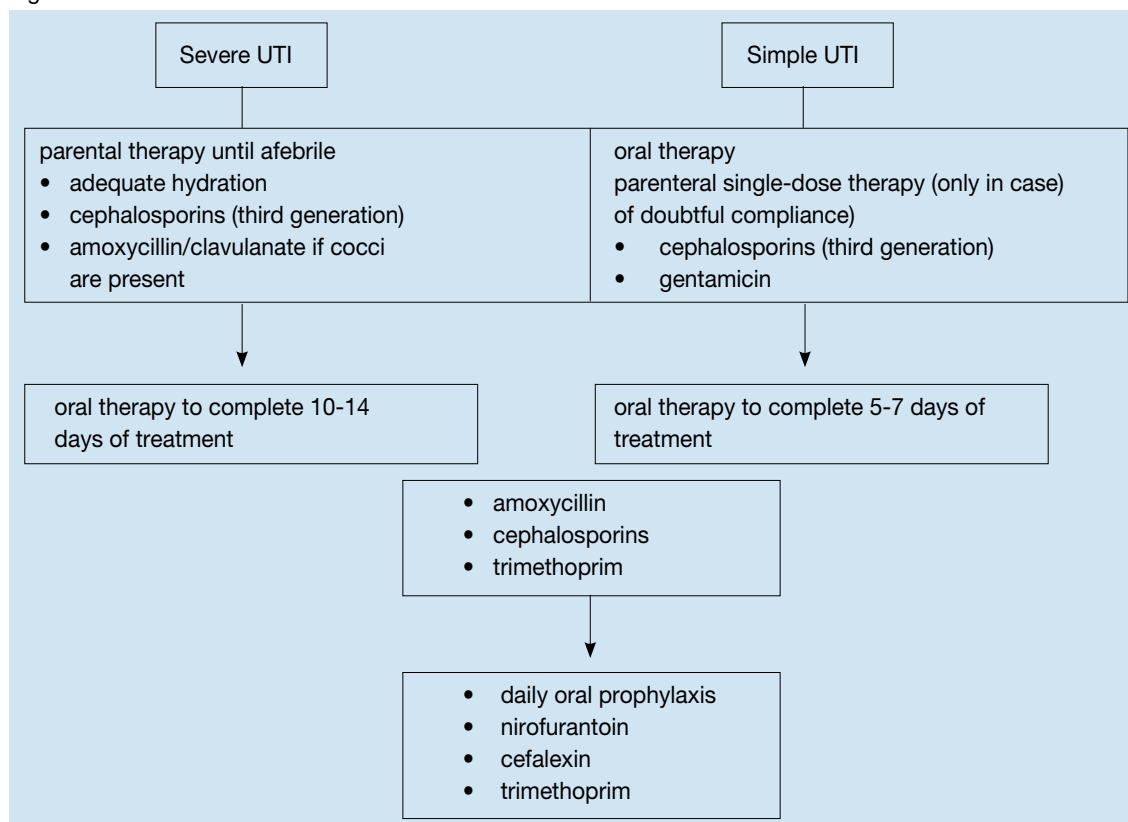 Severe UTI
Simple UTI
parental therapy until afebrile
• adequate hydration
• cephalosporins (third generation)
• amoxycillin/clavulanate if cocci
are present
oral therapy
parenteral single-dose therapy (only in case)
of doubtful compliance)
• cephalosporins (third generation)
• gentamicin
oral therapy to complete 10-14
days of treatment
oral therapy to complete 5-7 days of
treatment
• amoxycillin
• cephalosporins
• trimethoprim
• daily oral prophylaxis
• nirofurantoin
• cefalexin
• trimethoprim